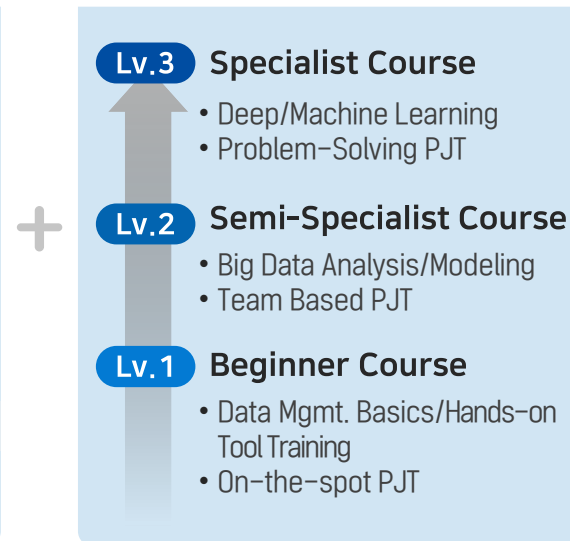 +
Lv.3 Specialist Course
• Deep/Machine Learning
• Problem-Solving PJT
Lv.2 Semi-Specialist Course
• Big Data Analysis/Modeling
• Team Based PJT
Lv.1 Beginner Course
• Data Mgmt. Basics/Hands-on
Tool Training
• On-the-spot PJT